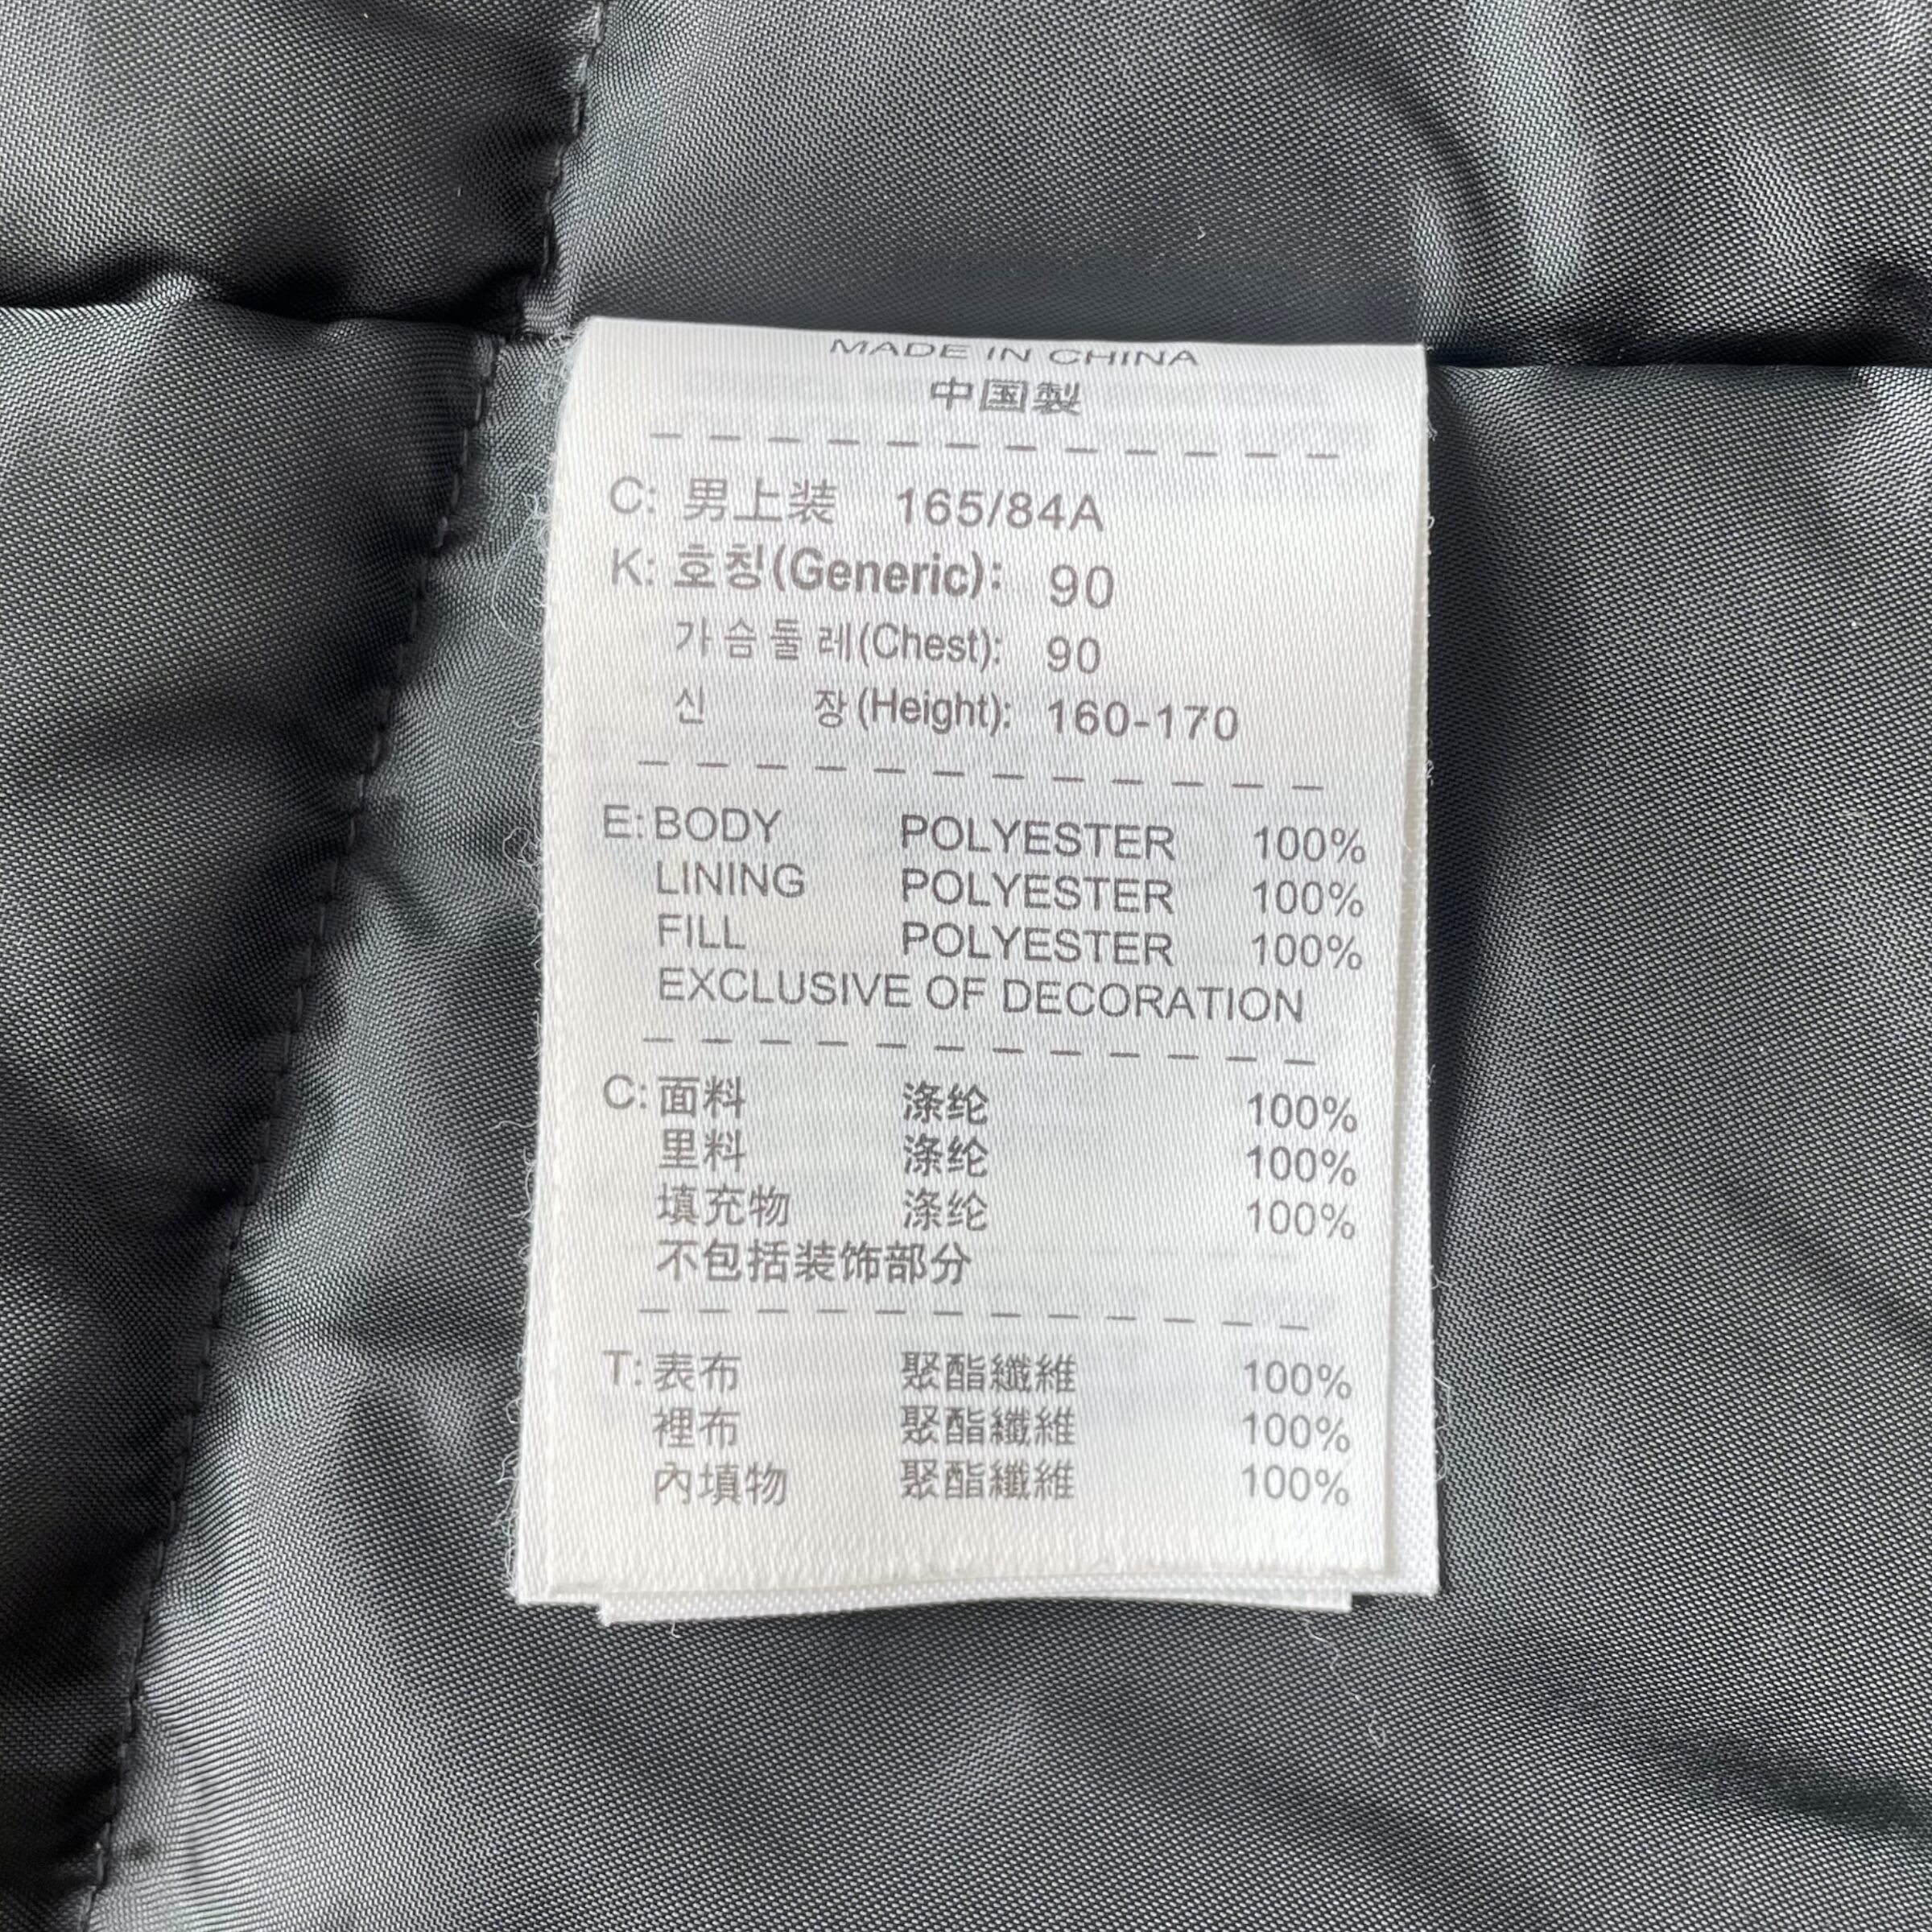 MADE IN CHINA
中国製
C: 男上装 165/84A
K: 호칭(Generic): 90
가슴둘레(Chest): 90
신 장(Height): 160-170
E: BODY POLYESTER 100%
LINING POLYESTER 100%
FILL POLYESTER 100%
EXCLUSIVE OF DECORATION
C: 面料 涤纶 100%
里料 涤纶 100%
填充物 涤纶 100%
不包括装饰部分
T: 表布 聚酯纖維 100%
裡布 聚酯纖維 100%
內填物 聚酯纖維 100%